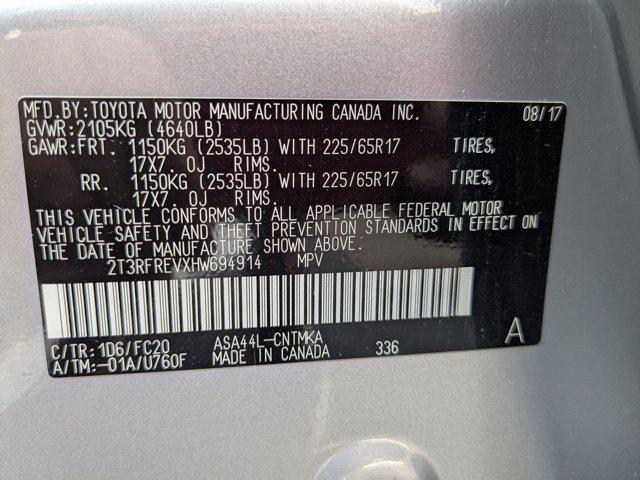 MFD.BY:TOYOTA MOTOR MANUFACTURING CANADA INC. 08/17
GVWR:2105KG (4640LB)
GAWR:FRT. 1150KG (2535LB) WITH 225/65R17 TIRES,
17X7.0J RIMS.
RR. 1150KG (2535LB) WITH 225/65R17 TIRES,
17X7.0J RIMS.
THIS VEHICLE CONFORMS TO ALL APPLICABLE FEDERAL MOTOR
VEHICLE SAFETY AND THEFT PREVENTION STANDARDS IN EFFECT ON
THE DATE OF MANUFACTURE SHOWN ABOVE.
2T3RFREVXHW694914 MPV
C/TR:1D6/FC20 ASA44L-CNTMKA 336 A
A/TM:-01A/U760F MADE IN CANADA